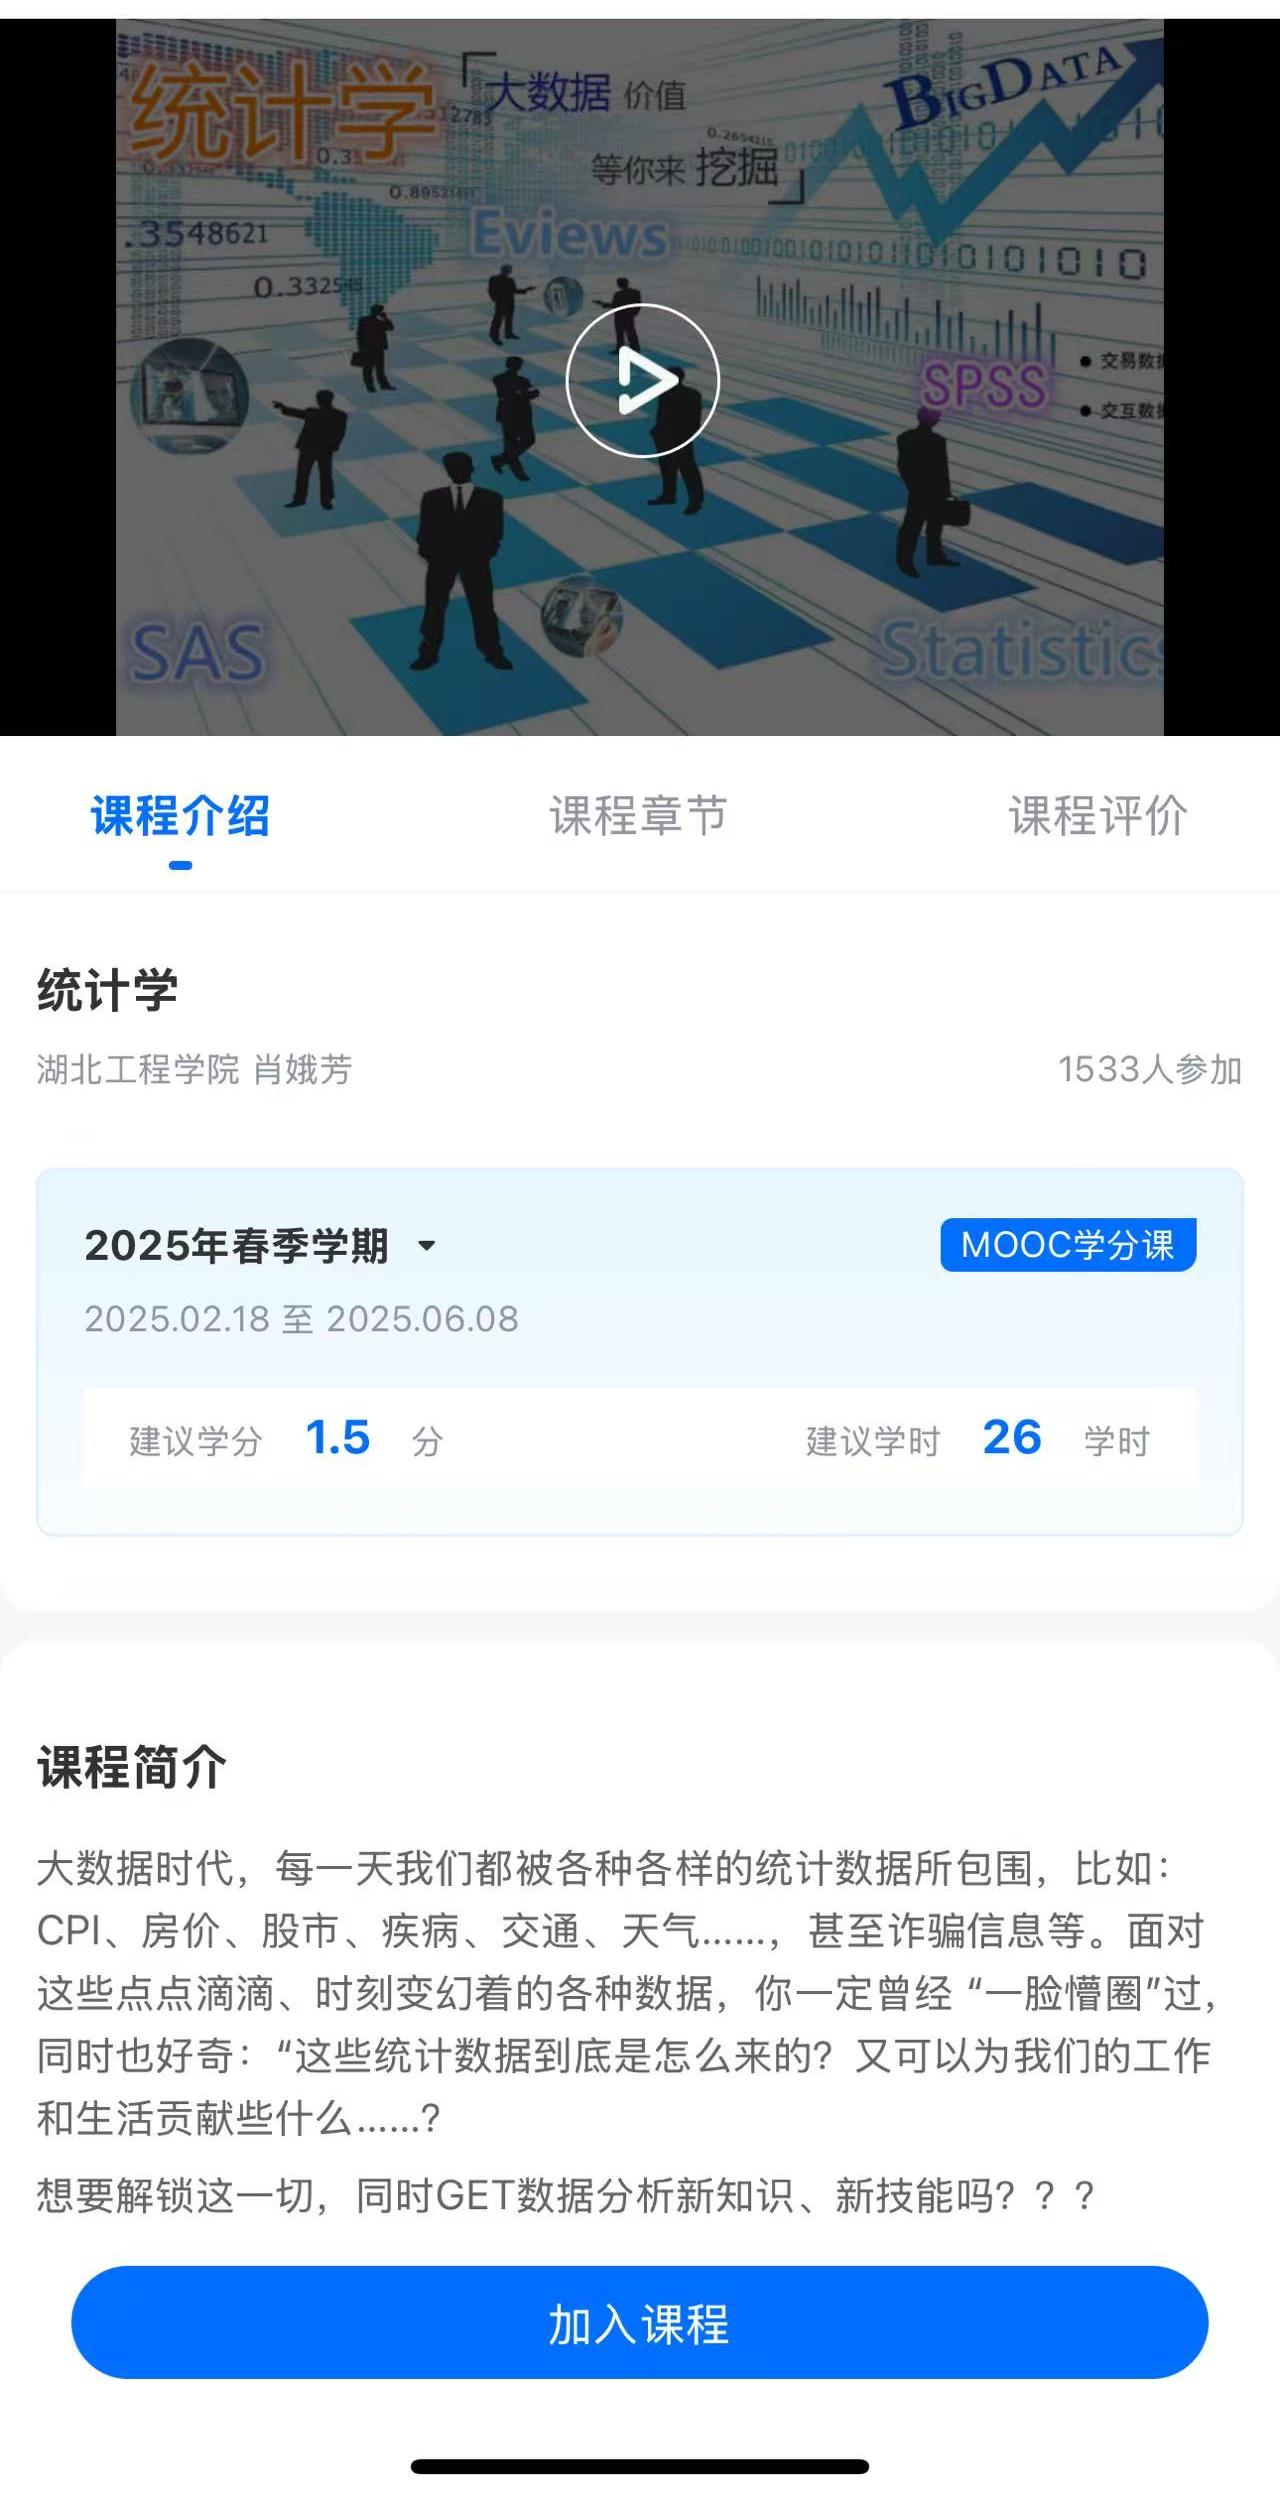 统计学
「大数据 价值
等你来 挖掘」
BIGDATA
0.2654215
0.89521
.3548621
0.332545
Eviews
0101010101010
SPSS
● 交易数据
● 交互数据
SAS
Statistics
课程介绍 课程章节 课程评价
统计学
湖北工程学院 肖娥芳 1533人参加
2025年春季学期 MOOC学分课
2025.02.18 至 2025.06.08
建议学分 1.5 分 建议学时 26 学时
课程简介
大数据时代，每一天我们都被各种各样的统计数据所包围，比如：
CPI、房价、股市、疾病、交通、天气……，甚至诈骗信息等。面对
这些点点滴滴、时刻变幻着的各种数据，你一定曾经 “一脸懵圈”过，
同时也好奇：“这些统计数据到底是怎么来的？又可以为我们的工作
和生活贡献些什么……?
想要解锁这一切，同时GET数据分析新知识、新技能吗？？？
加入课程